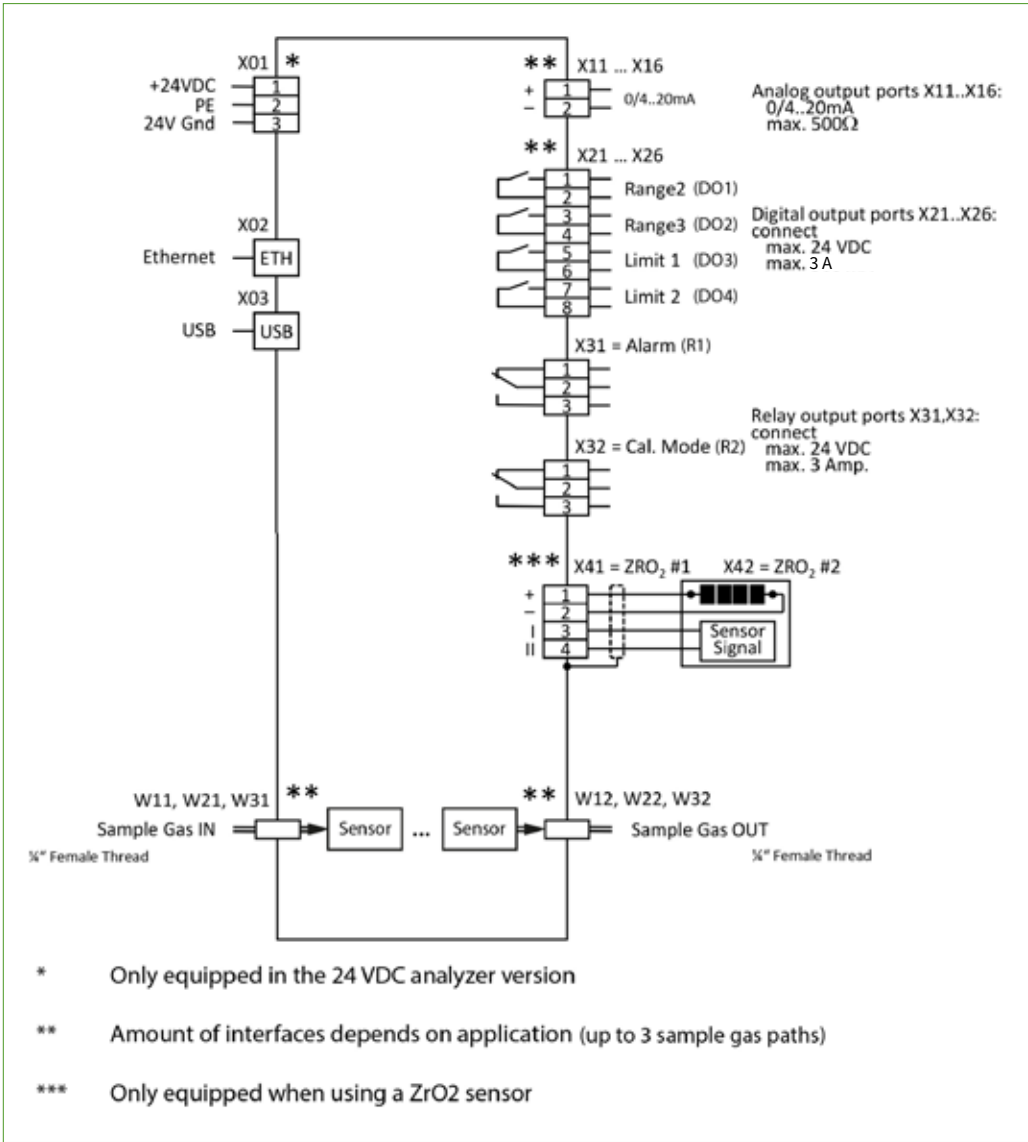 X01 *
+24VDC 1
PE 2
24V Gnd 3
X02
Ethernet ETH
X03
USB USB
** X11 ... X16
+ 1 0/4..20mA
– 2
Analog output ports X11..X16:
0/4..20mA
max. 500Ω
** X21 ... X26
1
2 Range2 (DO1)
3
4 Range3 (DO2)
5
6 Limit 1 (DO3)
7
8 Limit 2 (DO4)
Digital output ports X21..X26:
connect
max. 24 VDC
max. 3 A
X31 = Alarm (R1)
1
2
3
X32 = Cal. Mode (R2)
1
2
3
Relay output ports X31,X32:
connect
max. 24 VDC
max. 3 Amp.
*** X41 = ZRO₂ #1 X42 = ZRO₂ #2
+ 1
– 2
I 3
II 4
Sensor
Signal
W11, W21, W31 ** ** W12, W22, W32
Sample Gas IN Sensor ... Sensor Sample Gas OUT
¼" Female Thread ¼" Female Thread
* Only equipped in the 24 VDC analyzer version
** Amount of interfaces depends on application (up to 3 sample gas paths)
*** Only equipped when using a ZrO2 sensor